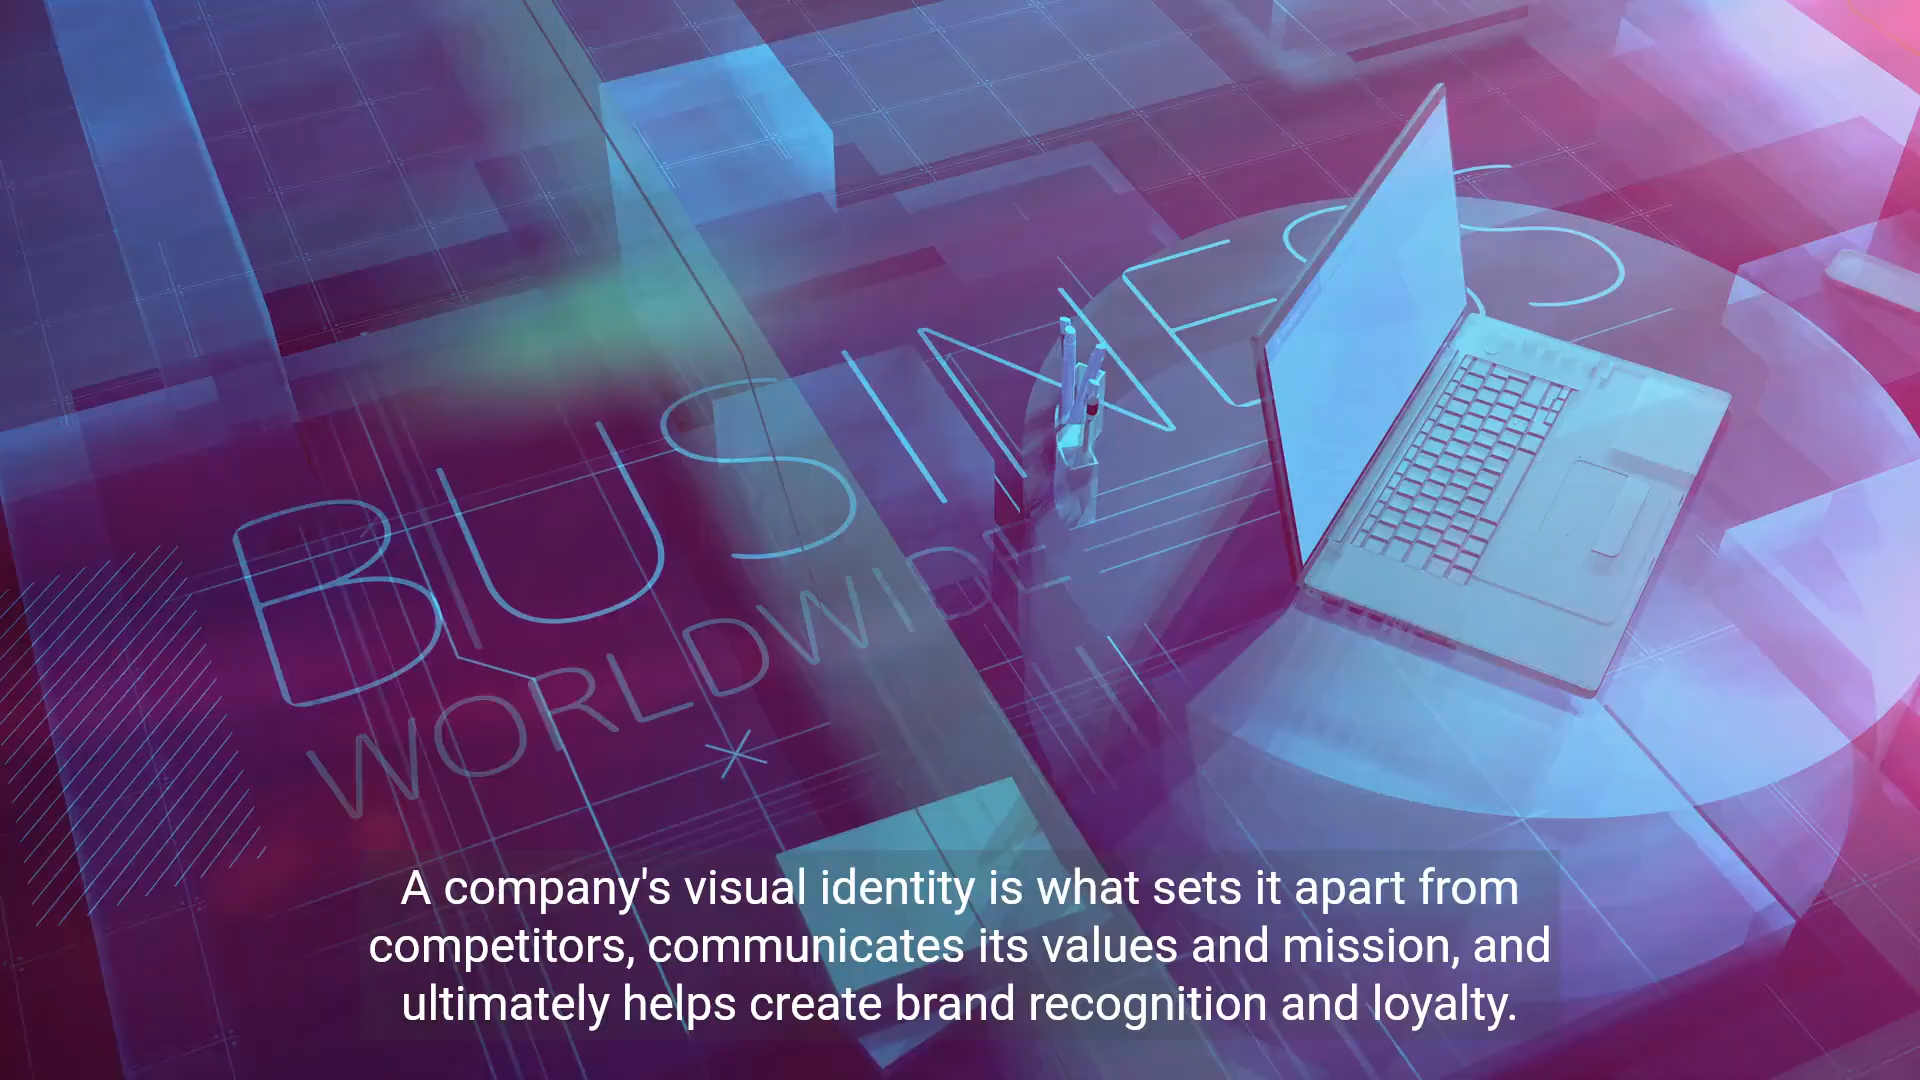 BUSINESS
WORLDWIDE
A company's visual identity is what sets it apart from
competitors, communicates its values and mission, and
ultimately helps create brand recognition and loyalty.